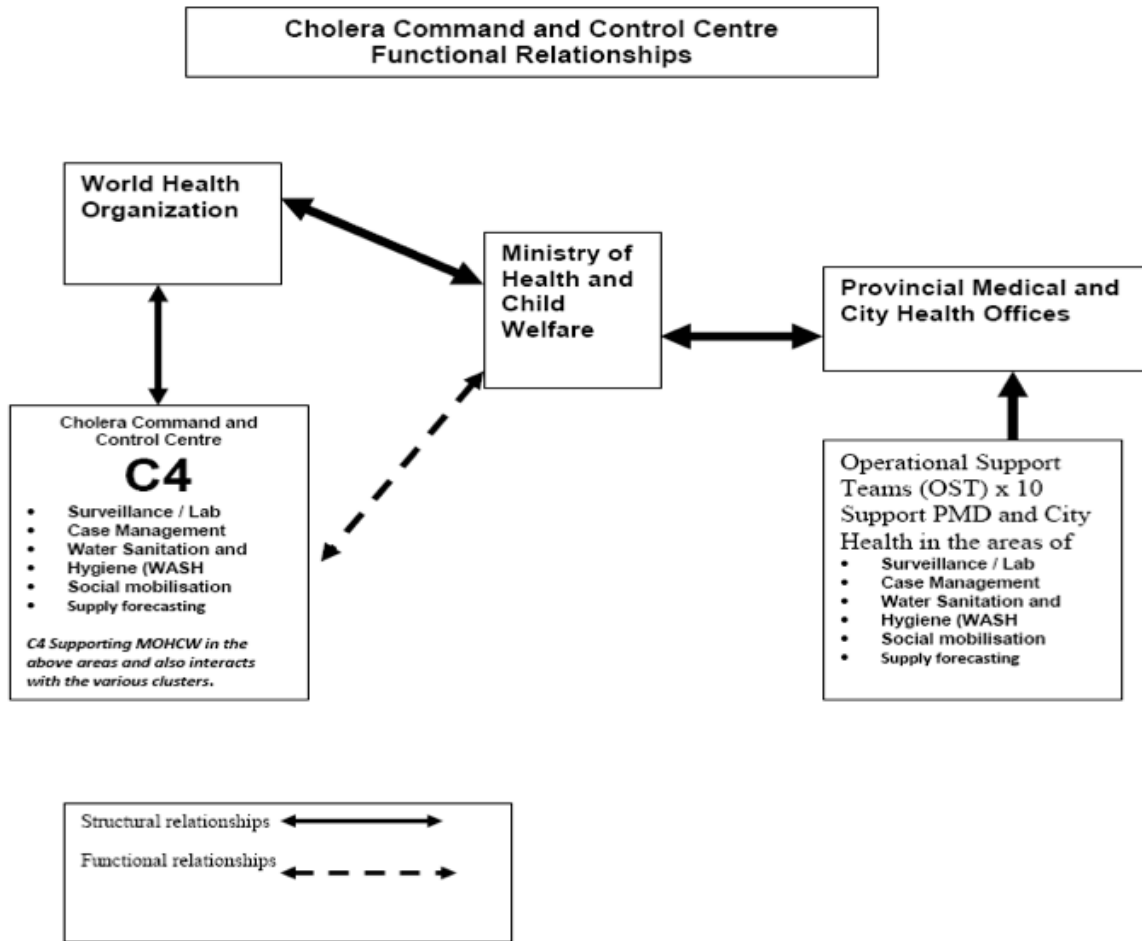 Cholera Command and Control Centre
Functional Relationships
World Health
Organization
Ministry of
Health and
Child
Welfare
Provincial Medical and
City Health Offices
Cholera Command and
Control Centre
C4
• Surveillance / Lab
• Case Management
• Water Sanitation and
• Hygiene (WASH
• Social mobilisation
• Supply forecasting
C4 Supporting MOHCW in the
above areas and also interacts
with the various clusters.
Operational Support
Teams (OST) x 10
Support PMD and City
Health in the areas of
• Surveillance / Lab
• Case Management
• Water Sanitation and
• Hygiene (WASH
• Social mobilisation
• Supply forecasting
Structural relationships
Functional relationships